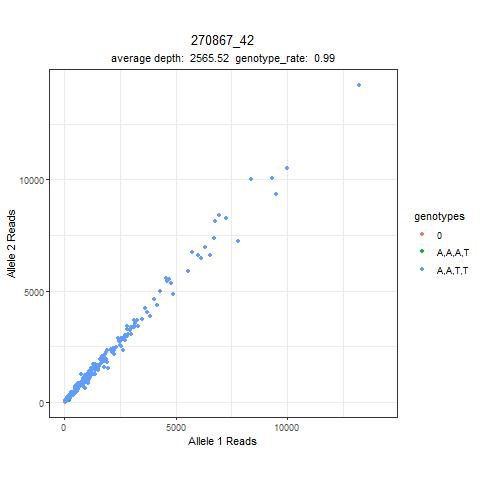 270867_42
average depth:  2565.52  genotype_rate:  0.99
Allele 2 Reads
10000
5000
0
0
5000
10000
Allele 1 Reads
genotypes
0
A,A,A,T
A,A,T,T